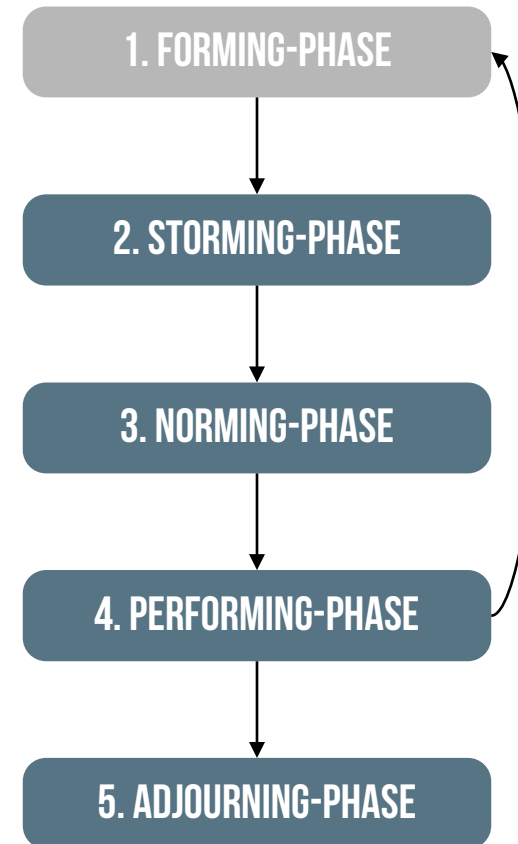 1. FORMING-PHASE
2. STORMING-PHASE
3. NORMING-PHASE
4. PERFORMING-PHASE
5. ADJOURNING-PHASE